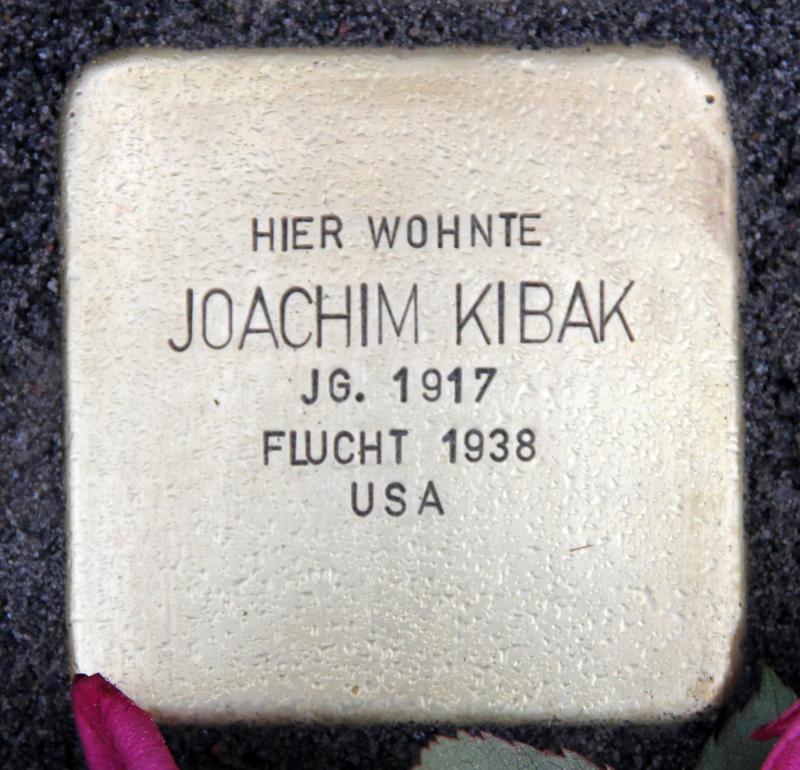 HIER WOHNTE
JOACHIM KIBAK
JG. 1917
FLUCHT 1938
USA